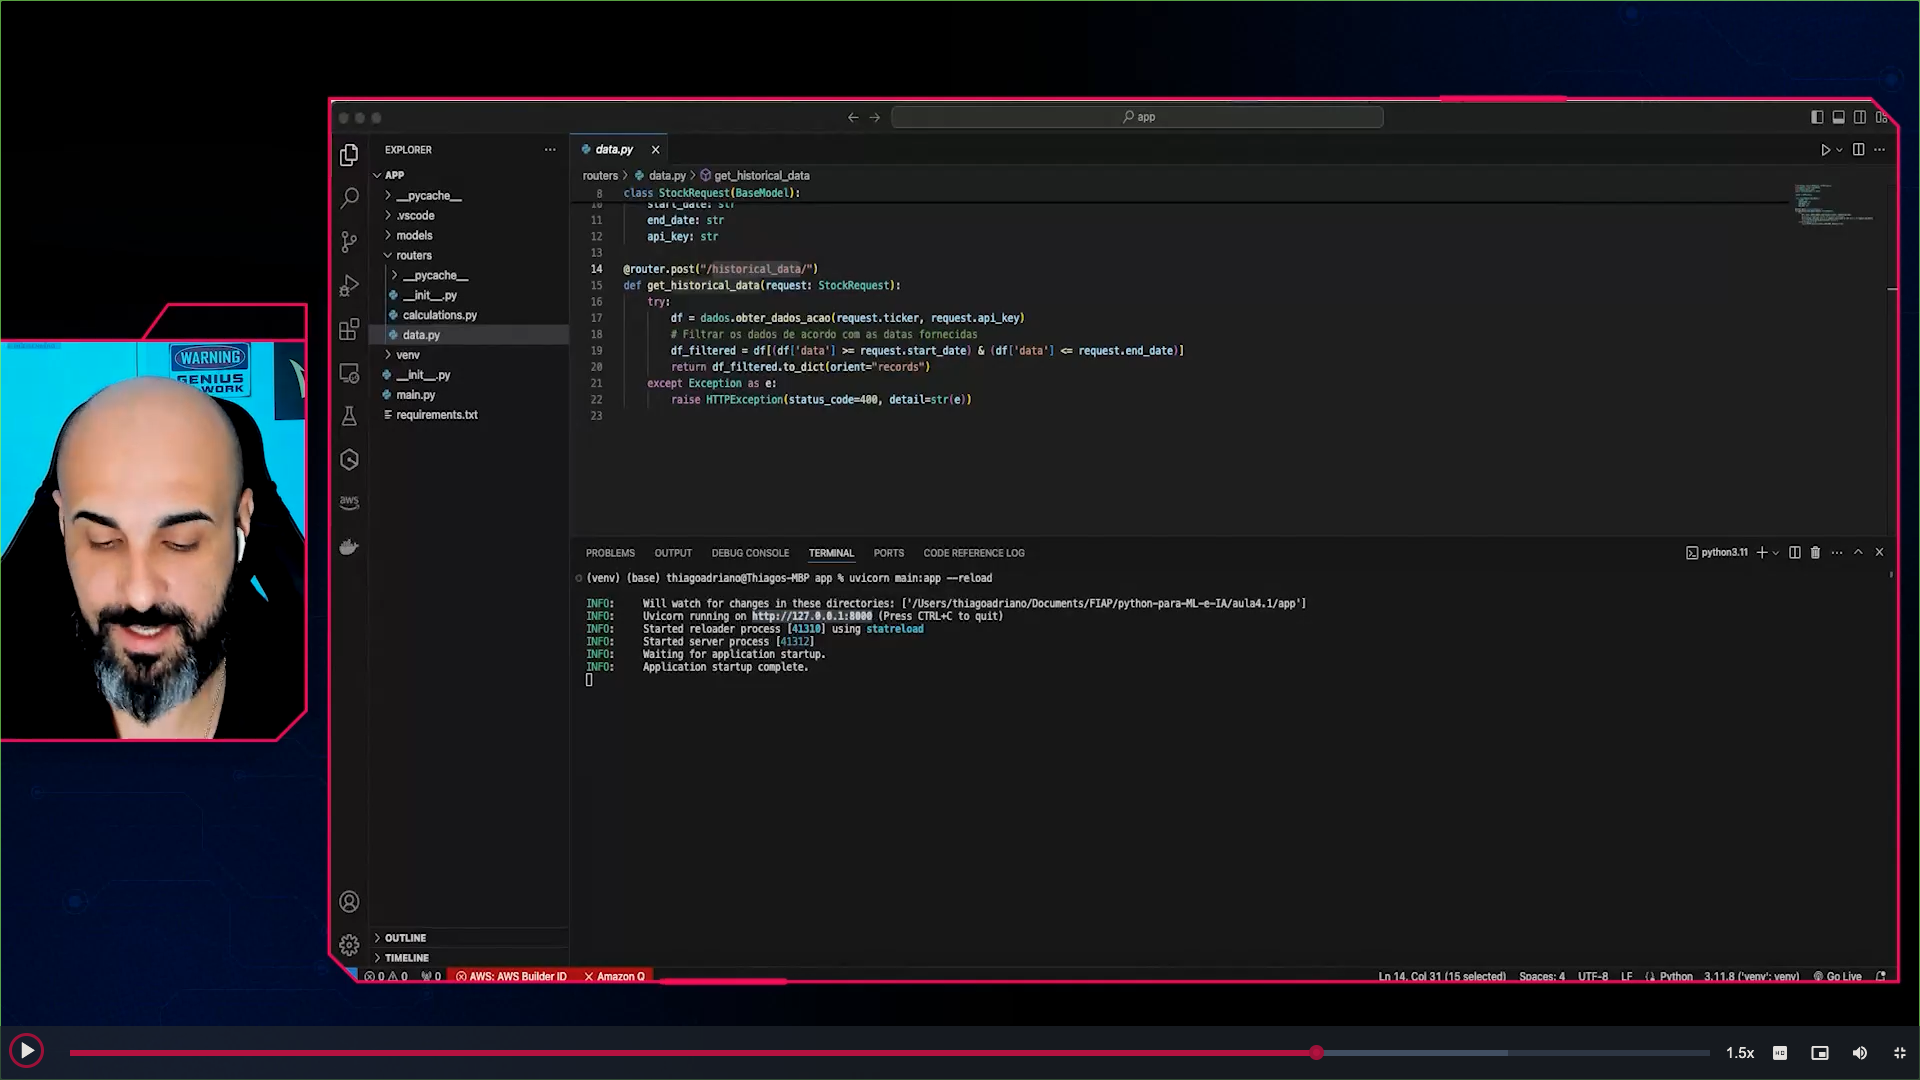 app
EXPLORER
APP
__pycache__
.vscode
models
routers
__pycache__
__init__.py
calculations.py
data.py
venv
__init__.py
main.py
requirements.txt
OUTLINE
TIMELINE
data.py
routers > data.py > get_historical_data
8 class StockRequest(BaseModel):
10 start_date: str
11 end_date: str
12 api_key: str
13
14 @router.post("/historical_data/")
15 def get_historical_data(request: StockRequest):
16 try:
17 df = dados.obter_dados_acao(request.ticker, request.api_key)
18 # Filtrar os dados de acordo com as datas fornecidas
19 df_filtered = df[(df['data'] >= request.start_date) & (df['data'] <= request.end_date)]
20 return df_filtered.to_dict(orient="records")
21 except Exception as e:
22 raise HTTPException(status_code=400, detail=str(e))
23
PROBLEMS OUTPUT DEBUG CONSOLE TERMINAL PORTS CODE REFERENCE LOG
python3.11
(venv) (base) thiagoadriano@Thiagos-MBP app % uvicorn main:app --reload
INFO: Will watch for changes in these directories: ['/Users/thiagoadriano/Documents/FIAP/python-para-ML-e-IA/aula4.1/app']
INFO: Uvicorn running on http://127.0.0.1:8000 (Press CTRL+C to quit)
INFO: Started reloader process [41310] using statreload
INFO: Started server process [41312]
INFO: Waiting for application startup.
INFO: Application startup complete.
aws
0 0 0 AWS: AWS Builder ID Amazon Q
Ln 14, Col 31 (15 selected) Spaces: 4 UTF-8 LF Python 3.11.8 ('venv': venv) Go Live
WARNING
GENIUS
WORK
1.5x